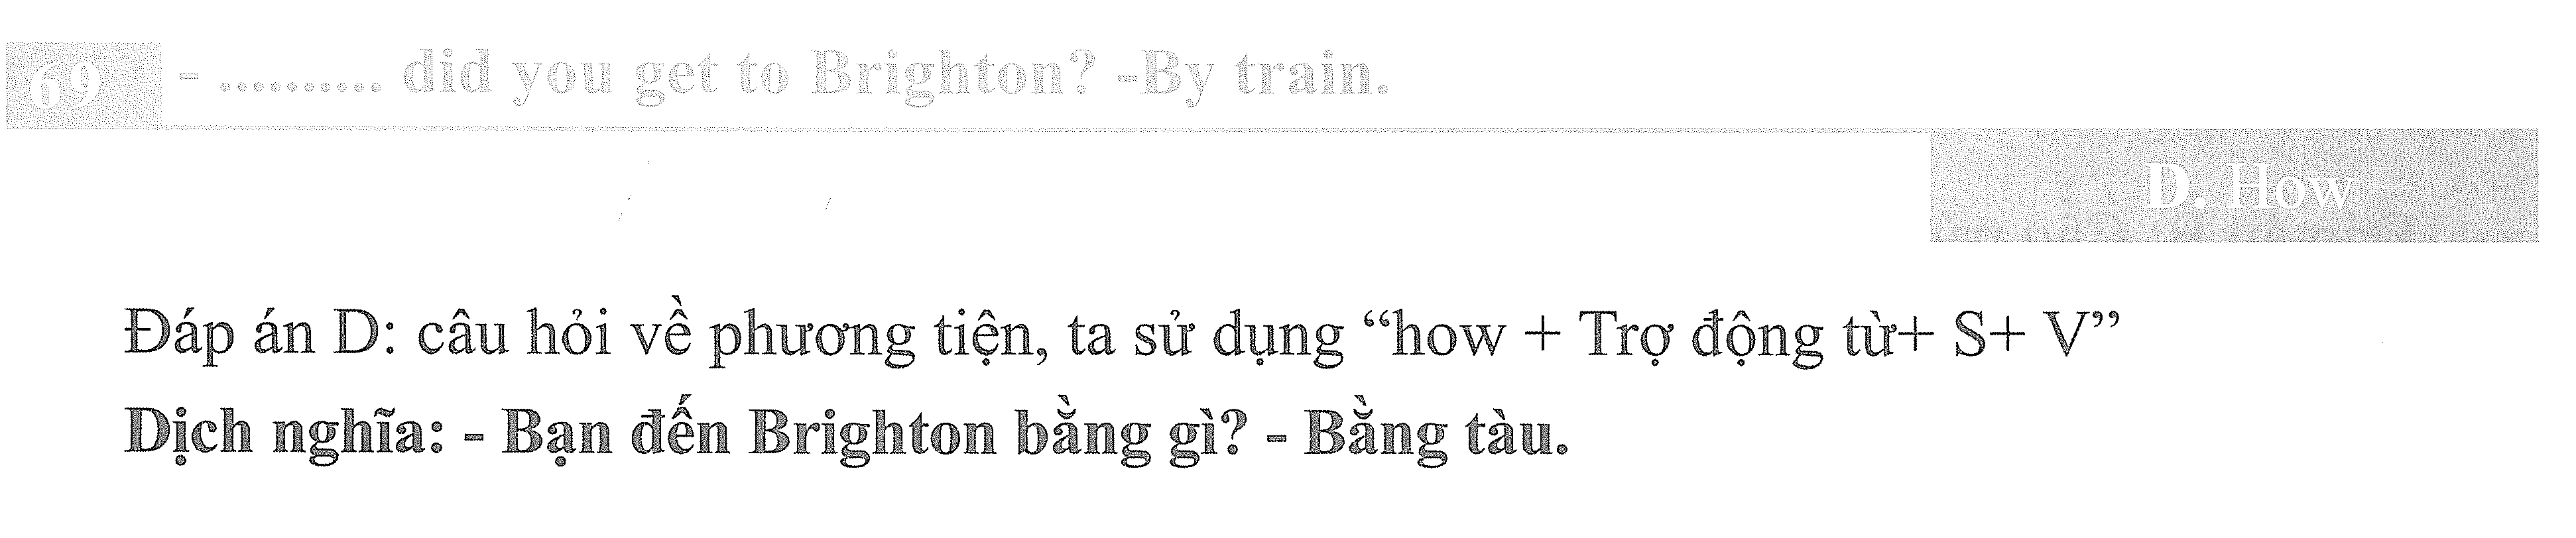 69 - .......... did you get to Brighton? -By train.
D. How
Đáp án D: câu hỏi về phương tiện, ta sử dụng “how + Trợ động từ+ S+ V”
Dịch nghĩa: - Bạn đến Brighton bằng gì? - Bằng tàu.